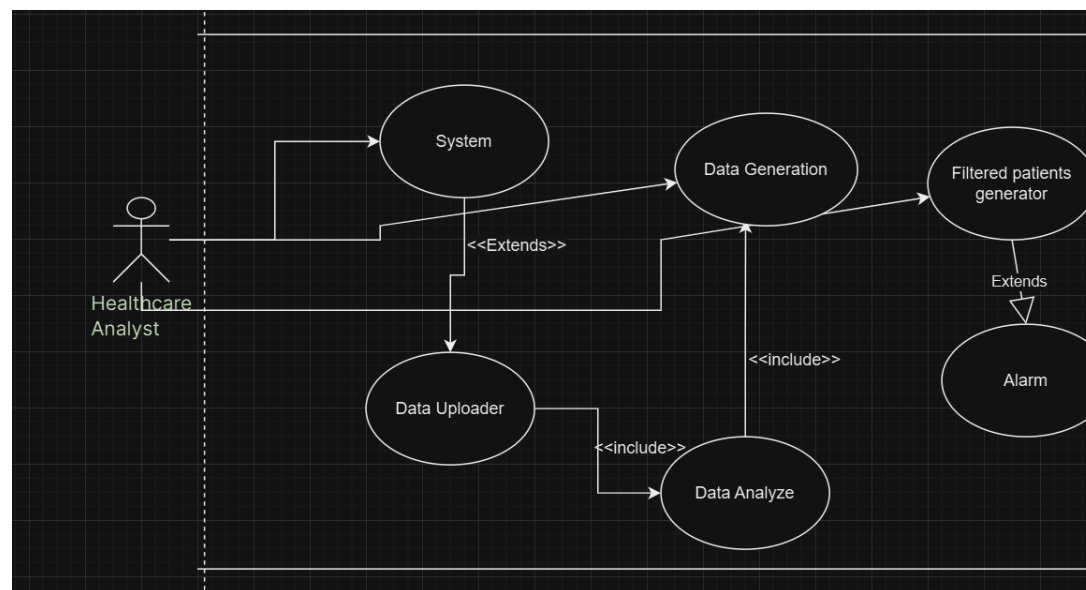 System
Data Generation
Filtered patients
generator
<<Extends>>
Healthcare
Analyst
Extends
<<include>>
Alarm
Data Uploader
<<include>>
Data Analyze